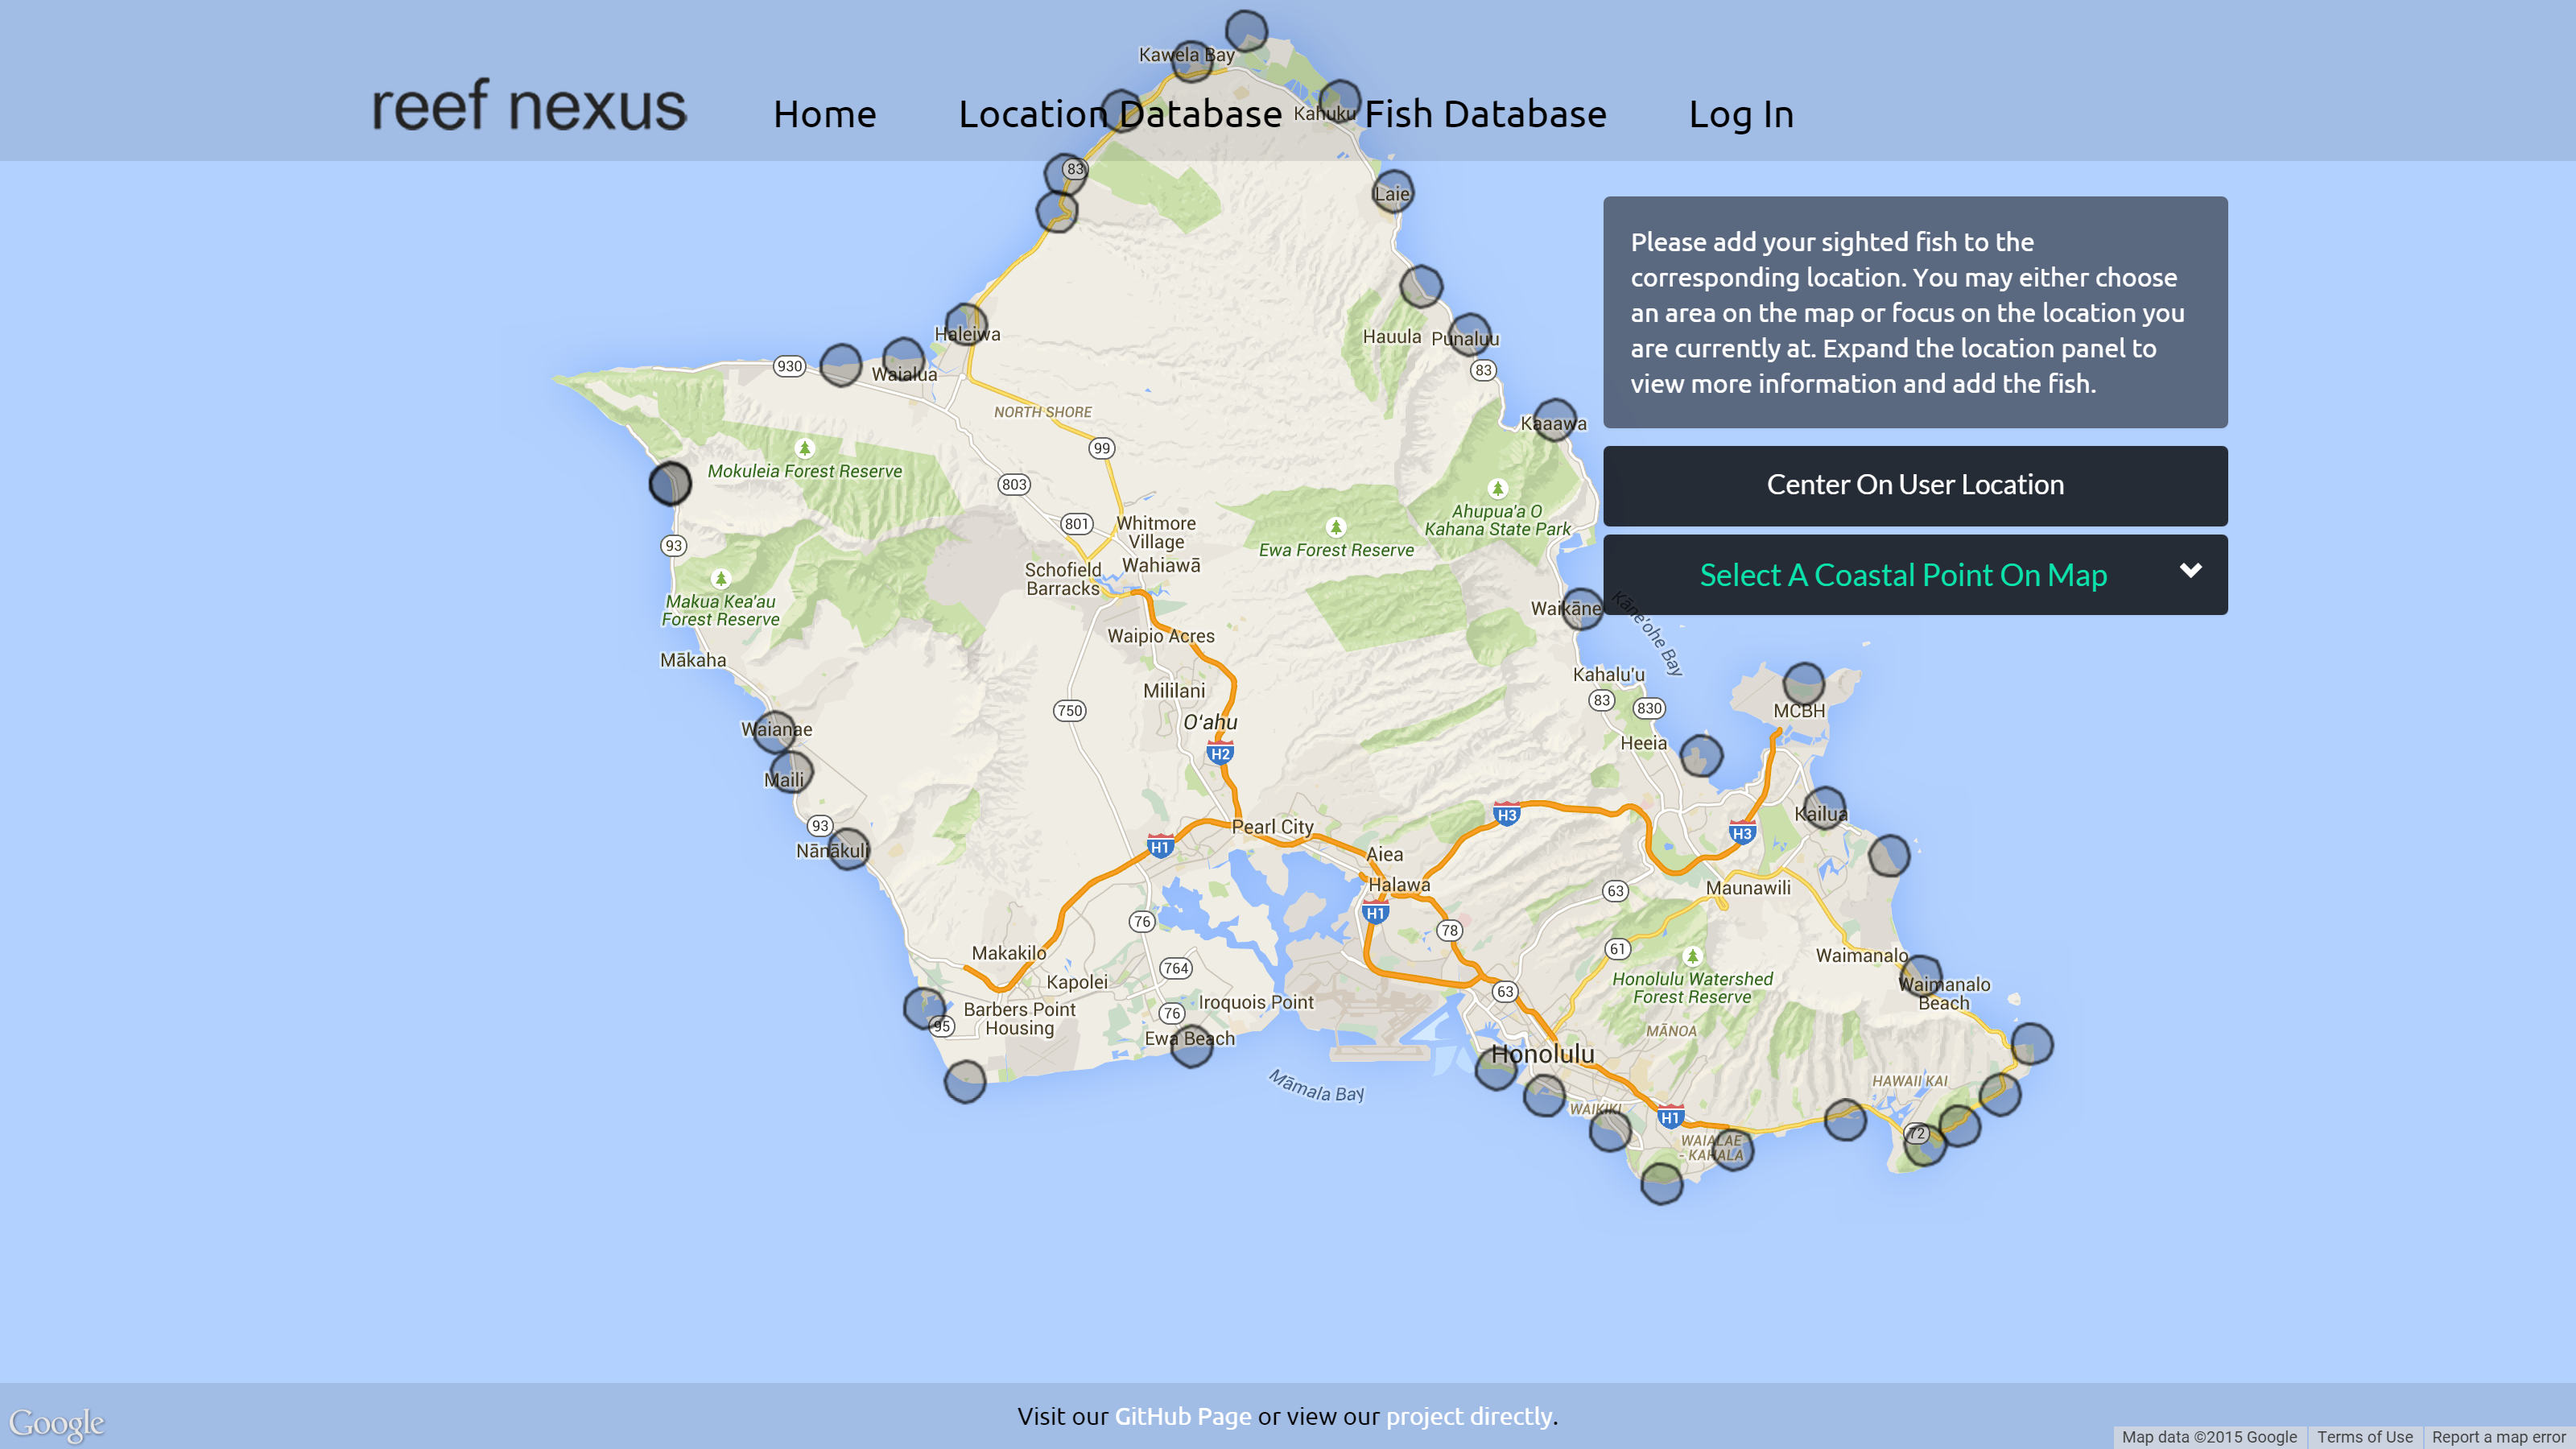 reef nexus
Home
Location Database
Fish Database
Log In
Please add your sighted fish to the
corresponding location. You may either choose
an area on the map or focus on the location you
are currently at. Expand the location panel to
view more information and add the fish.
Center On User Location
Select A Coastal Point On Map
Kawela Bay
Kahuku
83
Laie
Haleiwa
Hauula
Punaluu
930
Waialua
83
NORTH SHORE
Kaaawa
99
Mokuleia Forest Reserve
803
Ahupua'a O
Kahana State Park
801
Whitmore
Village
93
Ewa Forest Reserve
Wahiawā
Schofield
Barracks
Makua Kea'au
Forest Reserve
Waikāne
Kāne'ohe Bay
Waipio Acres
Mākaha
Kahalu'u
Mililani
83
830
750
MCBH
O'ahu
Waianae
Heeia
H2
Maili
Kailua
H3
93
Pearl City
H3
Nānākuli
H1
Aiea
Halawa
63
Maunawili
H1
76
78
61
Makakilo
Waimanalo
764
Kapolei
Honolulu Watershed
Forest Reserve
63
Waimanalo
Beach
Iroquois Point
Barbers Point
Housing
76
95
MĀNOA
Ewa Beach
Honolulu
Māmala Bay
HAWAII KAI
WAIKIKI
H1
72
WAIALAE
- KAHALA
Visit our GitHub Page or view our project directly.
Google
Map data ©2015 Google
Terms of Use
Report a map error